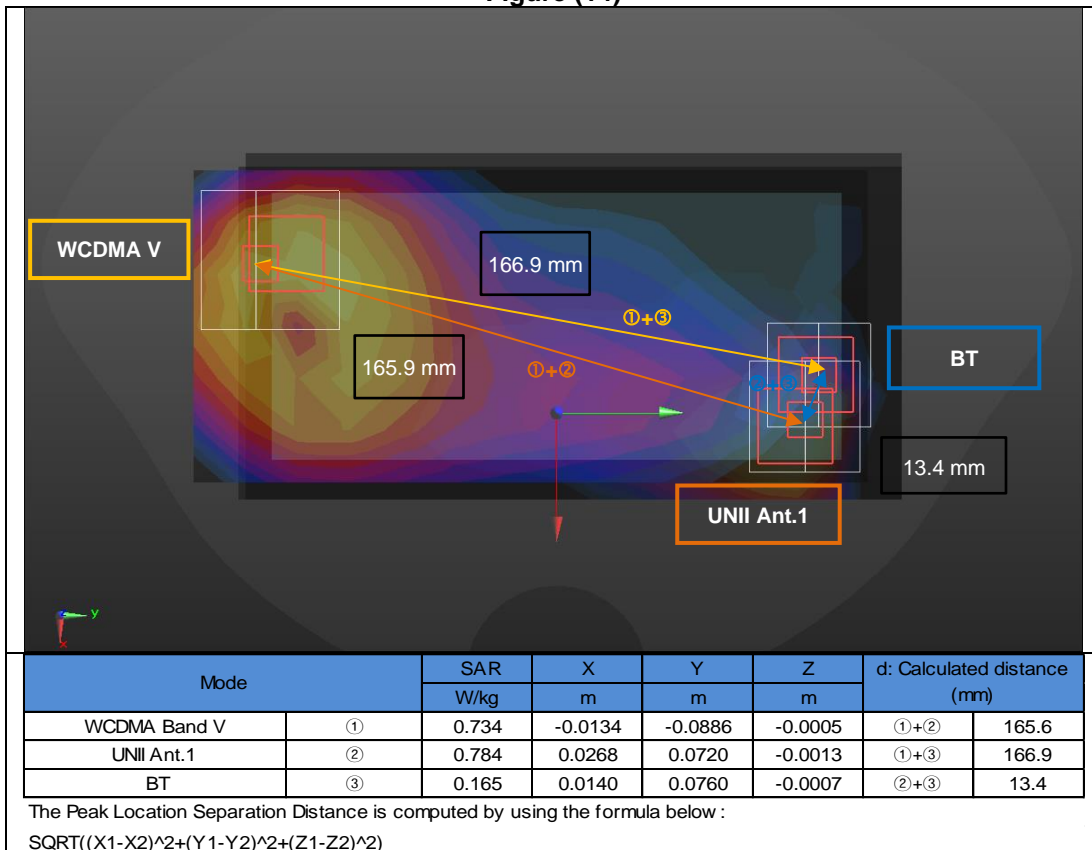 WCDMA V
166.9 mm
①+③
165.9 mm
①+②
②+③
BT
13.4 mm
UNII Ant.1
y
x
Mode SAR X Y Z d: Calculated distance (mm)
W/kg m m m
WCDMA Band V ① 0.734 -0.0134 -0.0886 -0.0005 ①+② 165.6
UNII Ant.1 ② 0.784 0.0268 0.0720 -0.0013 ①+③ 166.9
BT ③ 0.165 0.0140 0.0760 -0.0007 ②+③ 13.4
The Peak Location Separation Distance is computed by using the formula below :
SQRT((X1-X2)^2+(Y1-Y2)^2+(Z1-Z2)^2)